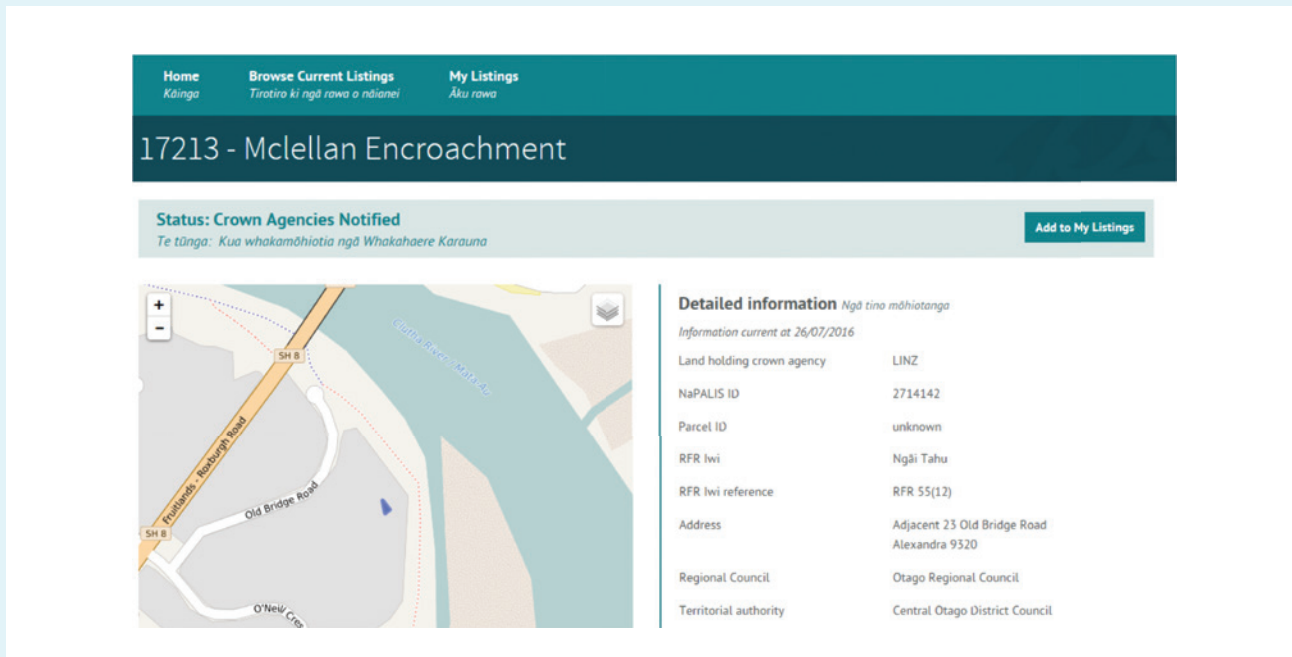 Home
Kāinga
Browse Current Listings
Tirotiro ki ngā rawa o nāianei
My Listings
Āku rawa
17213 - Mclellan Encroachment
Status: Crown Agencies Notified
Te tūnga: Kua whakamōhiotia ngā Whakahaere Karauna
Add to My Listings
+
−
SH 8
Clutha River / Mata-Au
Fruitlands - Roxburgh Road
Old Bridge Road
SH 8
O'Neill Cres
Detailed information Ngā tino mōhiotanga
Information current at 26/07/2016
Land holding crown agency LINZ
NaPALIS ID 2714142
Parcel ID unknown
RFR Iwi Ngāi Tahu
RFR Iwi reference RFR 55(12)
Address Adjacent 23 Old Bridge Road
Alexandra 9320
Regional Council Otago Regional Council
Territorial authority Central Otago District Council